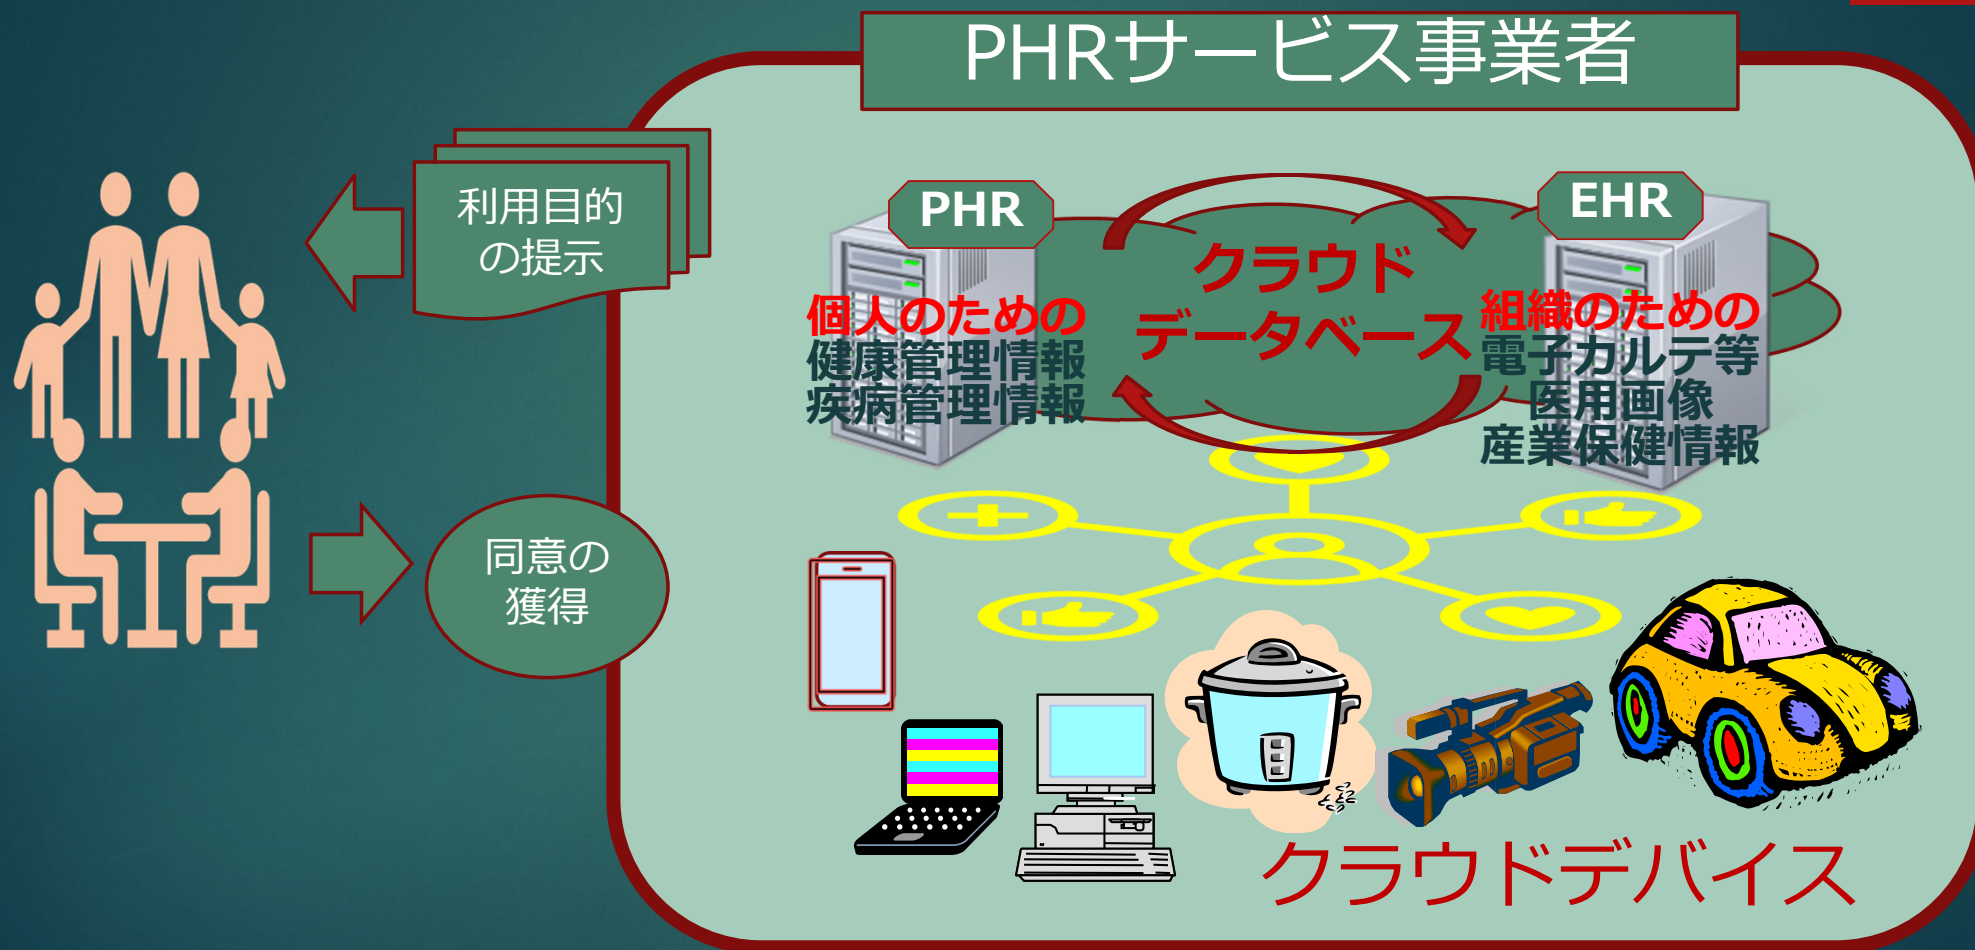 PHRサービス事業者
利用目的
の提示
PHR
個人のための
健康管理情報
疾病管理情報
クラウド
データベース
EHR
組織のための
電子カルテ等
医用画像
産業保健情報
同意の
獲得
クラウドデバイス